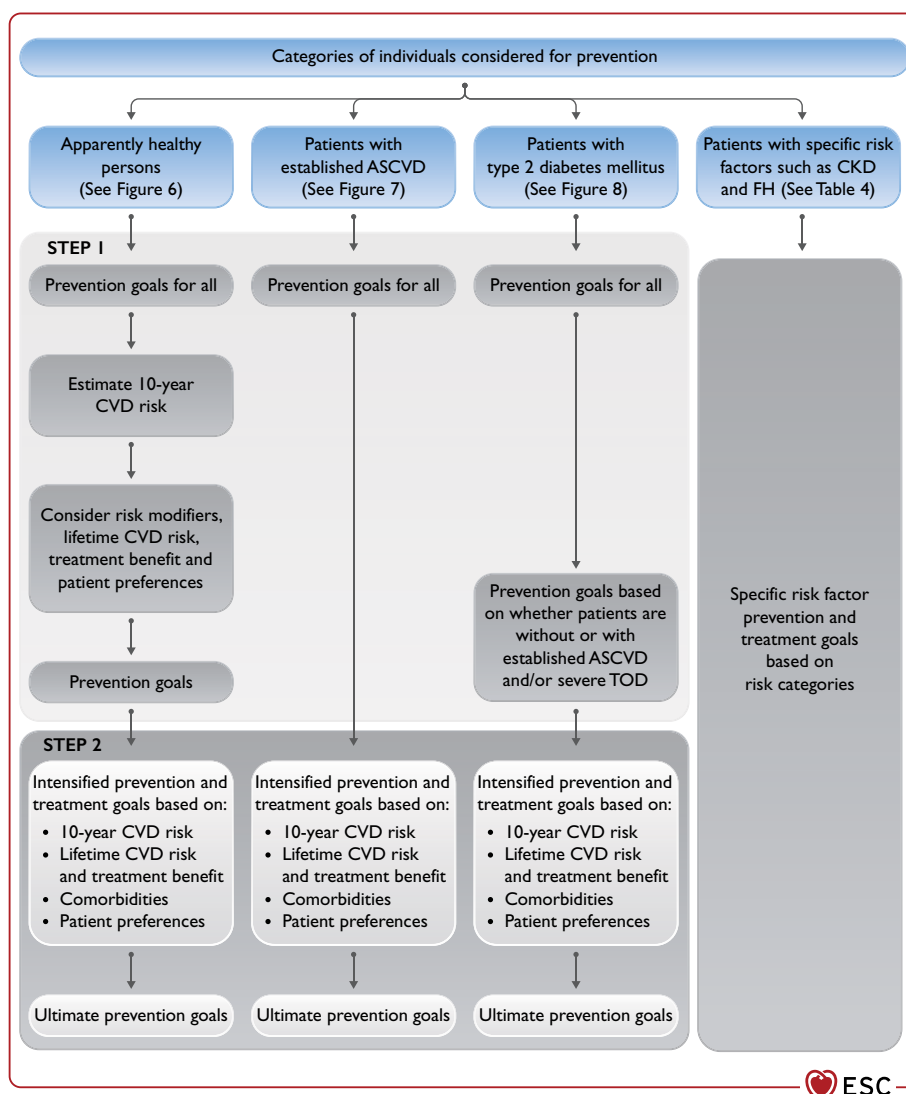 Categories of individuals considered for prevention
Apparently healthy
persons
(See Figure 6)
Patients with
established ASCVD
(See Figure 7)
Patients with
type 2 diabetes mellitus
(See Figure 8)
Patients with specific risk
factors such as CKD
and FH (See Table 4)
STEP 1
Prevention goals for all
Estimate 10-year
CVD risk
Consider risk modifiers,
lifetime CVD risk,
treatment benefit and
patient preferences
Prevention goals
Prevention goals for all
Prevention goals for all
Prevention goals based
on whether patients are
without or with
established ASCVD
and/or severe TOD
Specific risk factor
prevention and
treatment goals
based on
risk categories
STEP 2
Intensified prevention and
treatment goals based on:
• 10-year CVD risk
• Lifetime CVD risk
and treatment benefit
• Comorbidities
• Patient preferences
Ultimate prevention goals
Intensified prevention and
treatment goals based on:
• 10-year CVD risk
• Lifetime CVD risk
and treatment benefit
• Comorbidities
• Patient preferences
Ultimate prevention goals
Intensified prevention and
treatment goals based on:
• 10-year CVD risk
• Lifetime CVD risk
and treatment benefit
• Comorbidities
• Patient preferences
Ultimate prevention goals
ESC